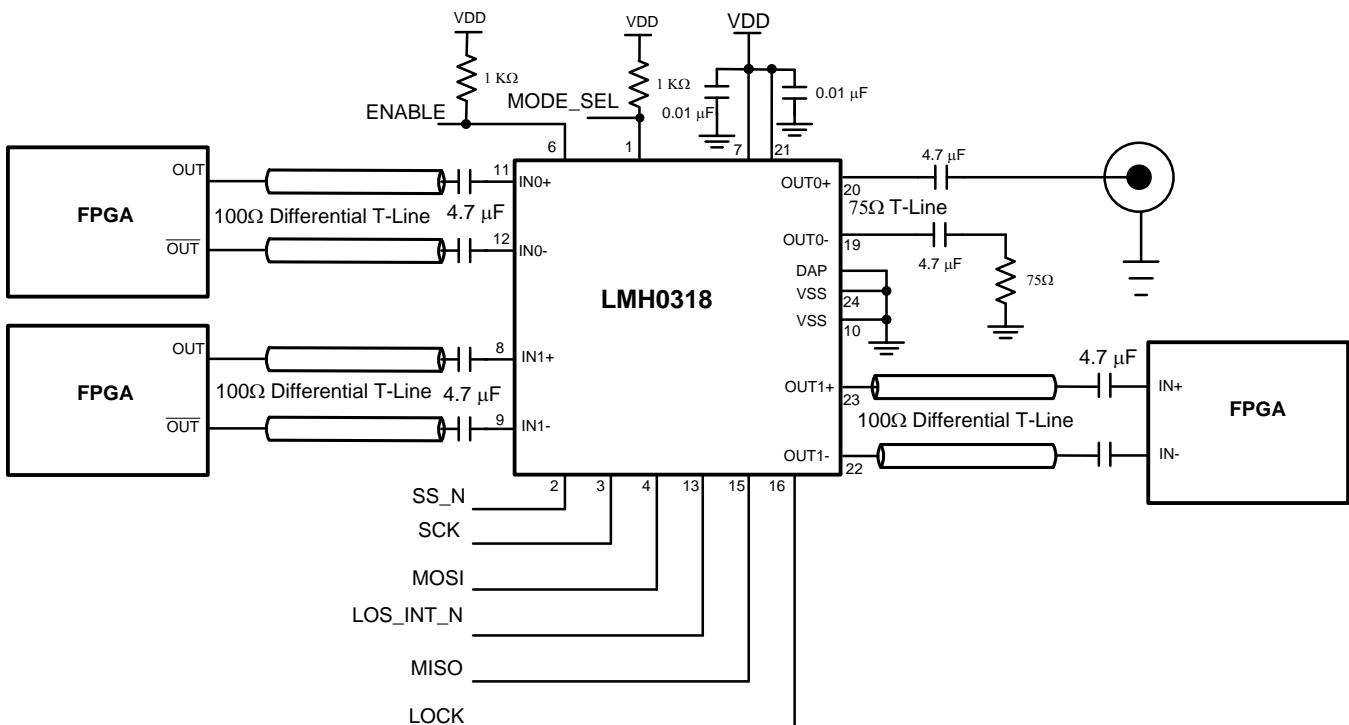 VDD
VDD
VDD
1 KΩ
1 KΩ
0.01 µF
0.01 µF
ENABLE
MODE_SEL
6
1
7
21
FPGA
OUT
OUT
100Ω Differential T-Line
4.7 µF
11
IN0+
12
IN0-
FPGA
OUT
OUT
100Ω Differential T-Line
4.7 µF
8
IN1+
9
IN1-
LMH0318
OUT0+
20
4.7 µF
75Ω T-Line
OUT0-
19
4.7 µF
75Ω
DAP
VSS
24
VSS
10
OUT1+
23
100Ω Differential T-Line
OUT1-
22
4.7 µF
IN+
IN-
FPGA
2
3
4
13
15
16
SS_N
SCK
MOSI
LOS_INT_N
MISO
LOCK